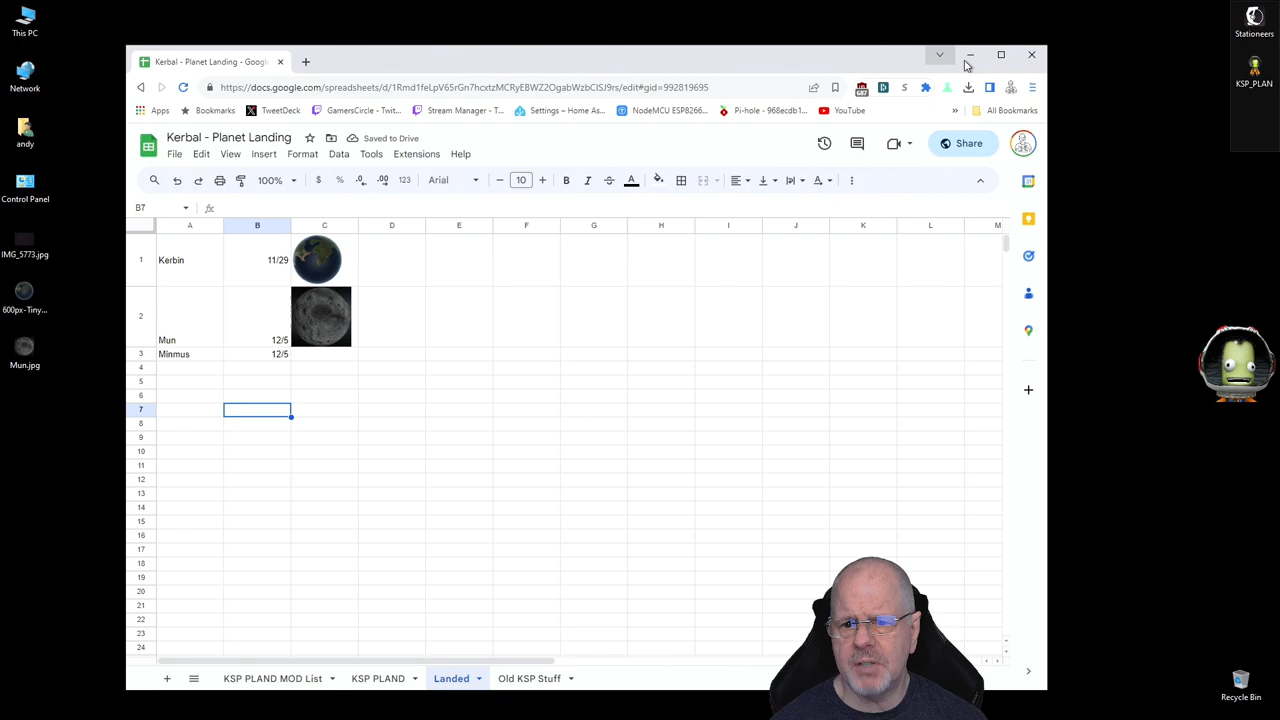 This PC
Network
andy
Control Panel
IMG_5773.jpg
600px-Tiny...
Mun.jpg
Kerbal - Planet Landing - Googl
https://docs.google.com/spreadsheets/d/1Rmd1feLpV65rGn7hcxtzMCRyEBWZZ1gabWzbClSJ9rs/edit#gid=992819695
Apps
Bookmarks
TweetDeck
GamersCircle - Twit...
Stream Manager - T...
Settings – Home As...
NodeMCU ESP8266...
Pi-hole - 968ecdb1...
YouTube
»
All Bookmarks
Kerbal - Planet Landing
Saved to Drive
File Edit View Insert Format Data Tools Extensions Help
Share
100% $ % .0 .00 123 Arial 10 B I S A
B7 fx
A B C D E F G H I J K L M
1 Kerbin 11/29
2 Mun 12/5
3 Minmus 12/5
4
5
6
7
8
9
10
11
12
13
14
15
16
17
18
19
20
21
22
23
24
KSP PLAND MOD List
KSP PLAND
Landed
Old KSP Stuff
Stationeers
KSP_PLAN
Recycle Bin